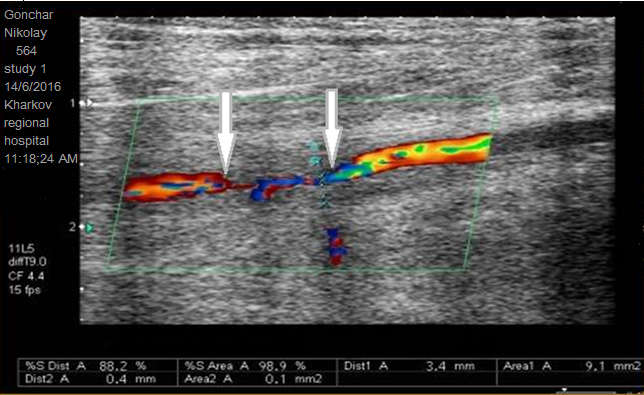 Gonchar
Nikolay
564
study 1
14/6/2016
Kharkov
regional
hospital
11:18:24 AM
1
2
11L5
diffT9.0
CF 4.4
15 fps
%S Dist A 88.2 % %S Area A 98.9 % Dist1 A 3.4 mm Area1 A 9.1 mm2
Dist2 A 0.4 mm Area2 A 0.1 mm2